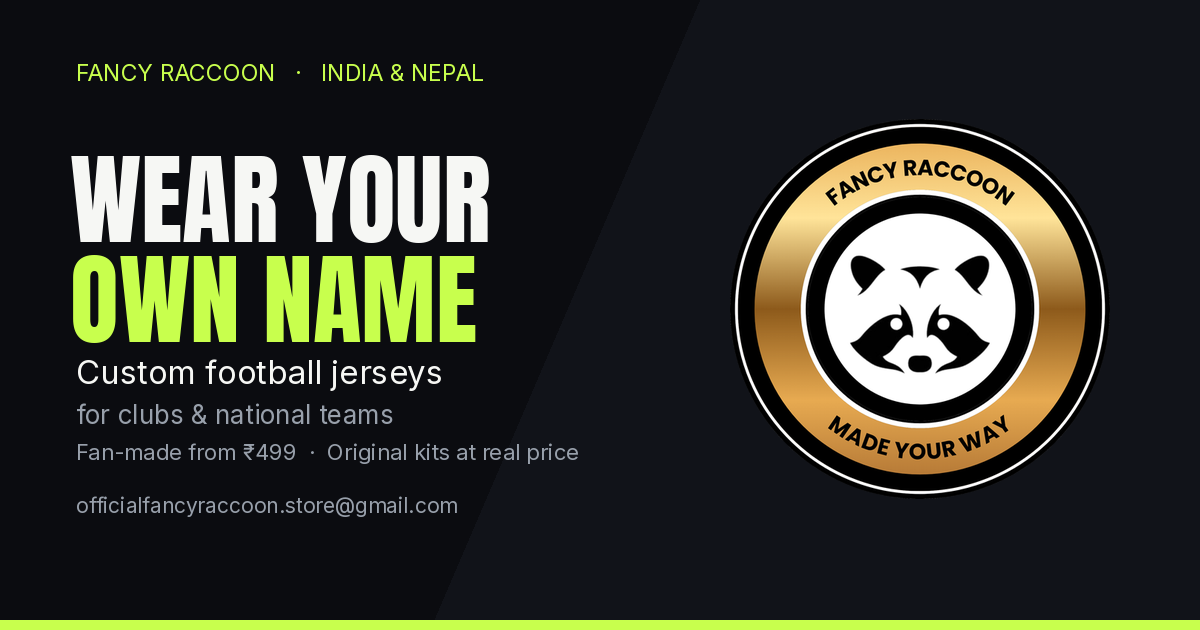 FANCY RACCOON · INDIA & NEPAL
WEAR YOUR
OWN NAME
Custom football jerseys
for clubs & national teams
Fan-made from ₹499 · Original kits at real price
officialfancyraccoon.store@gmail.com
FANCY RACCOON
MADE YOUR WAY